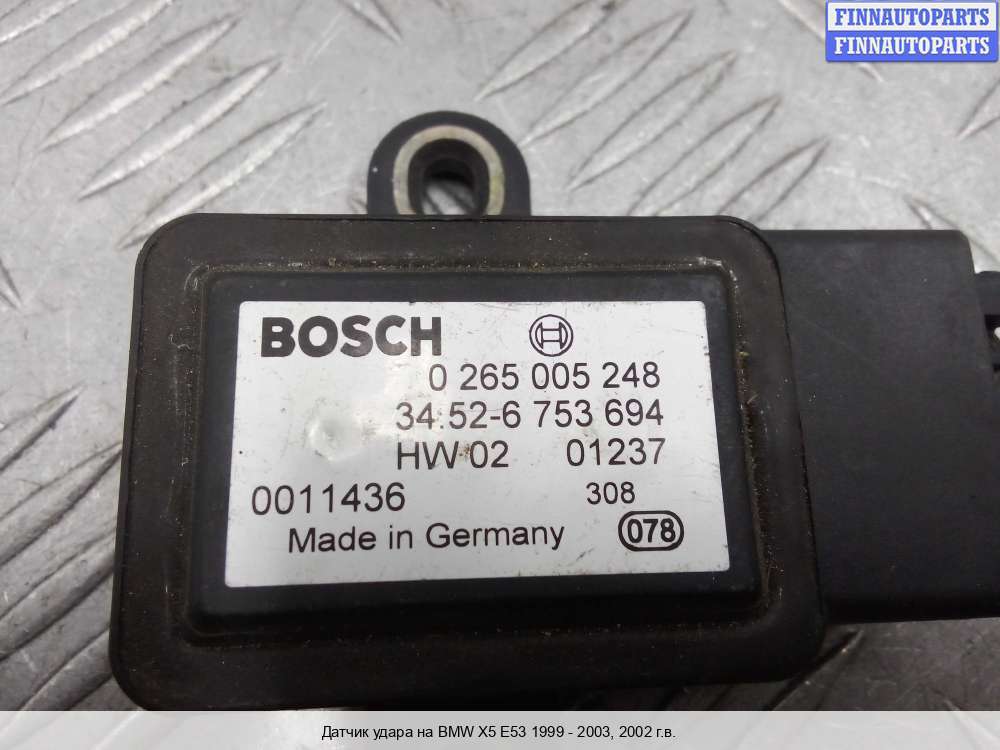 FINNAUTOPARTS
FINNAUTOPARTS
BOSCH
0 265 005 248
34.52-6 753 694
HW 02 01237
0011436 308
Made in Germany 078
Датчик удара на BMW X5 E53 1999 - 2003, 2002 г.в.